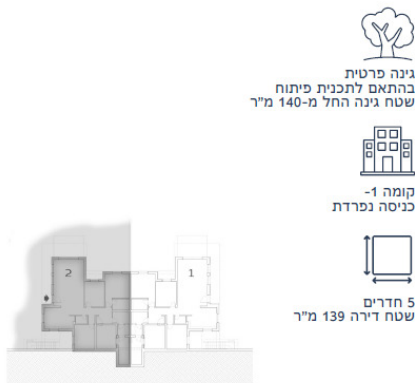 גינה פרטית
בהתאם לתכנית פיתוח
שטח גינה החל מ-140 מ״ר
קומה 1-
כניסה נפרדת
5 חדרים
שטח דירה 139 מ״ר
2
1